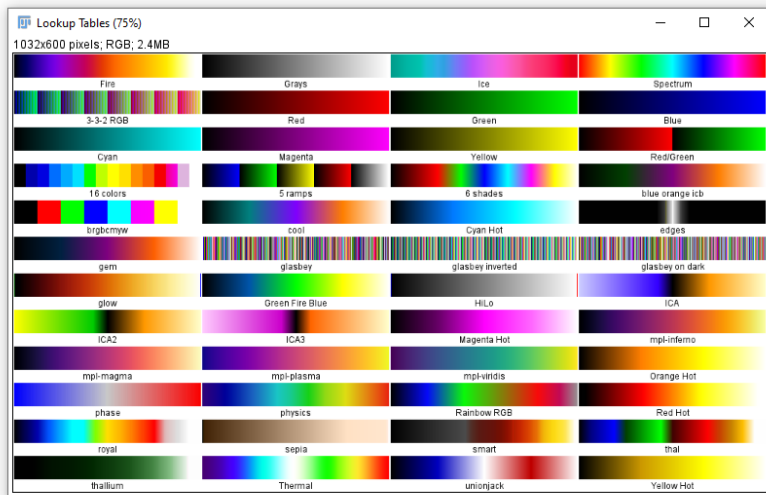 Lookup Tables (75%)
1032x600 pixels; RGB; 2.4MB
Fire Grays Ice Spectrum
3-3-2 RGB Red Green Blue
Cyan Magenta Yellow Red/Green
16 colors 5 ramps 6 shades blue orange icb
brgbcmyw cool Cyan Hot edges
gem glasbey glasbey inverted glasbey on dark
glow Green Fire Blue HiLo ICA
ICA2 ICA3 Magenta Hot mpl-inferno
mpl-magma mpl-plasma mpl-viridis Orange Hot
phase physics Rainbow RGB Red Hot
royal sepia smart thal
thallium Thermal unionjack Yellow Hot